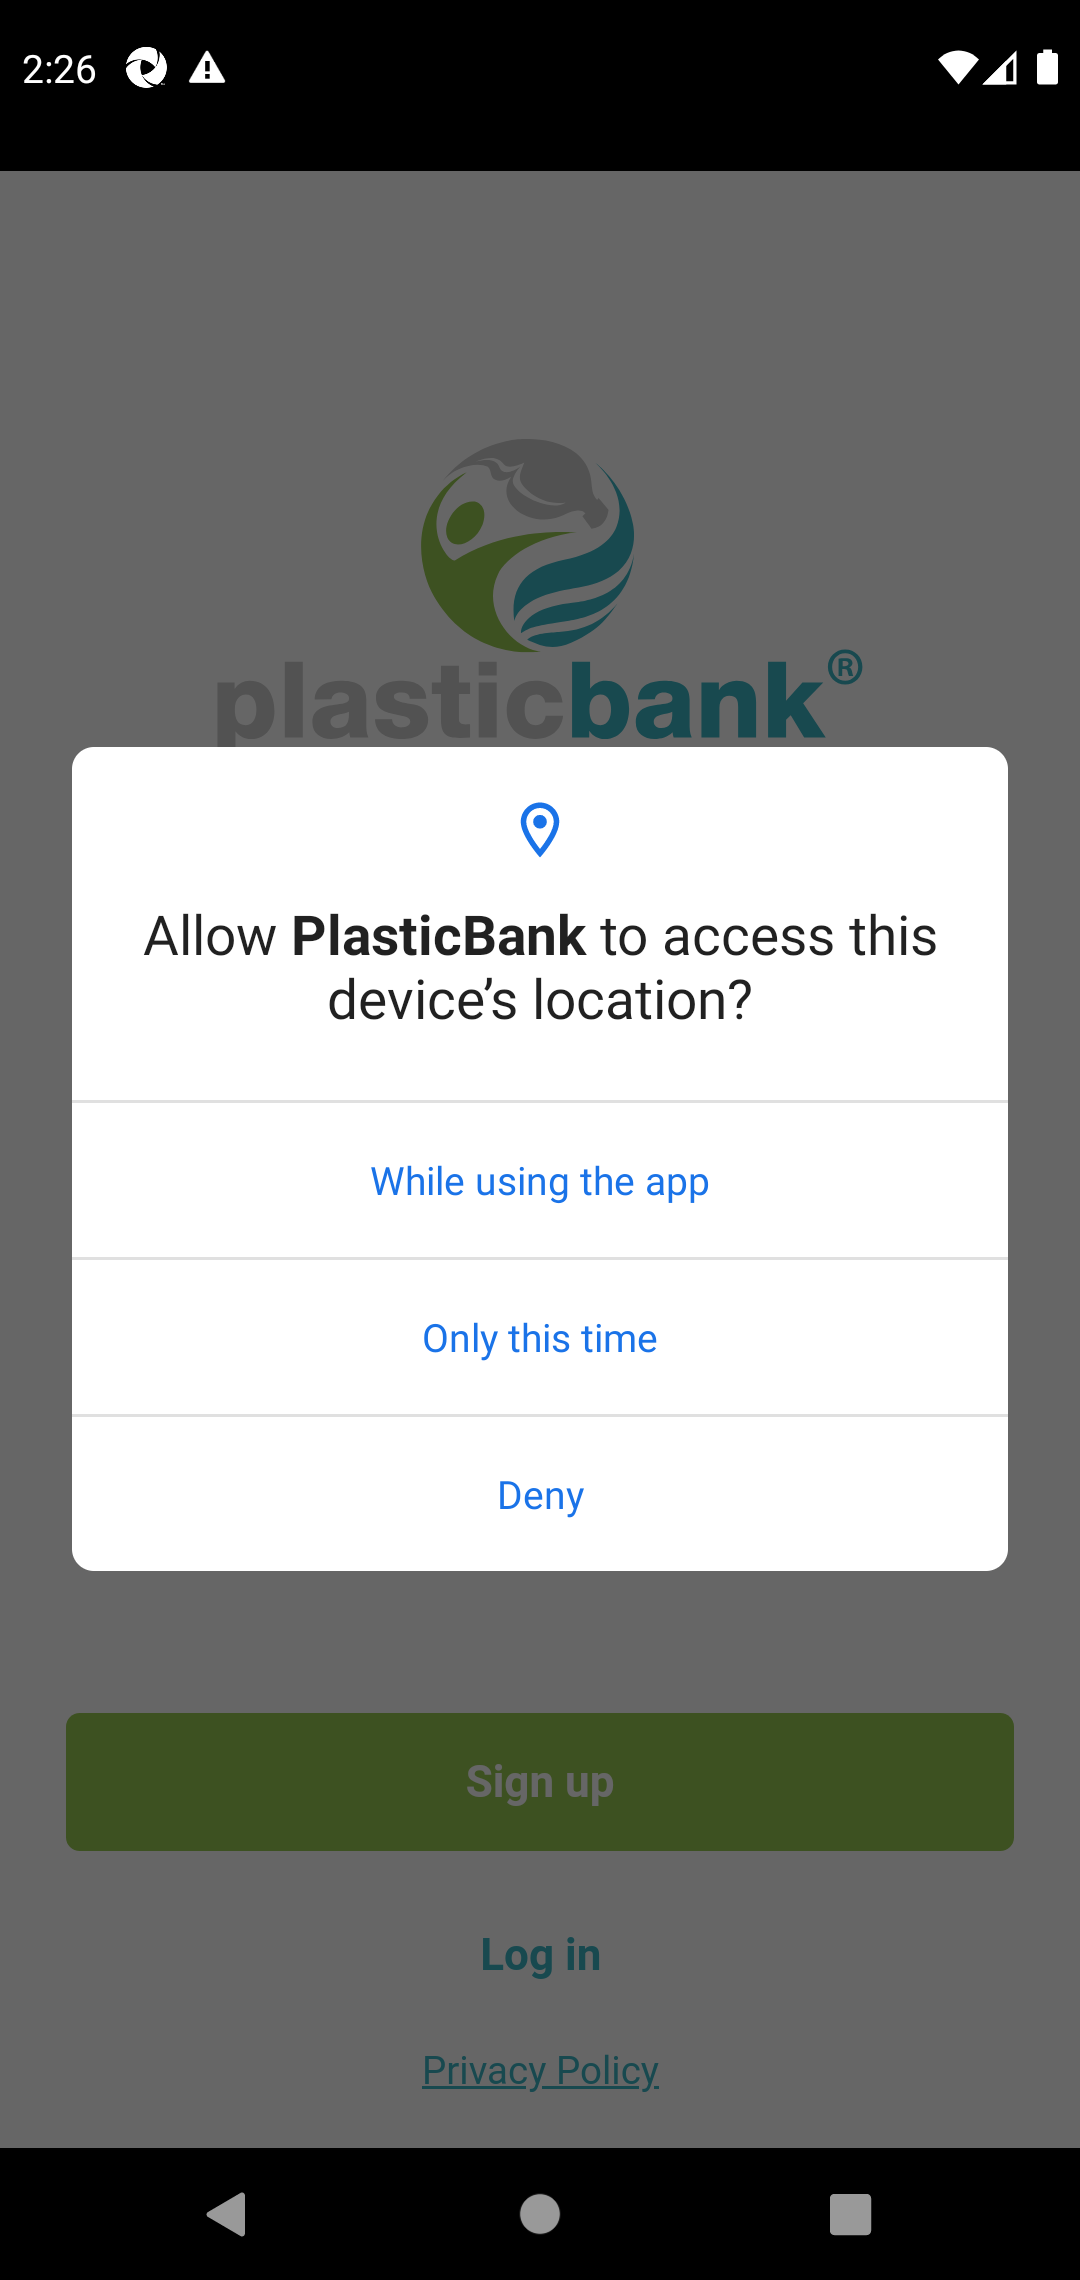 2:26
plasticbank®
Allow PlasticBank to access this
device’s location?
While using the app
Only this time
Deny
Sign up
Log in
Privacy Policy